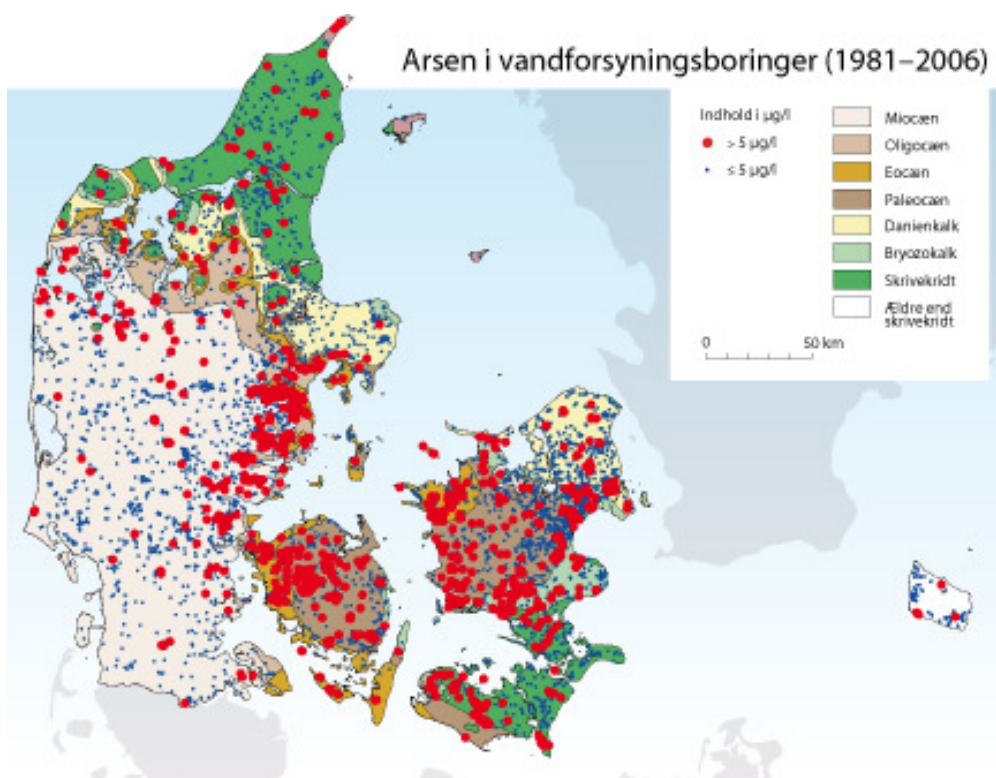 Arsen i vandforsyningsboringer (1981–2006)
Indhold i µg/l
> 5 µg/l
≤ 5 µg/l
Miocæn
Oligocæn
Eocæn
Paleocæn
Danienkalk
Bryozokalk
Skrivekridt
Ældre end
skrivekridt
0 50 km